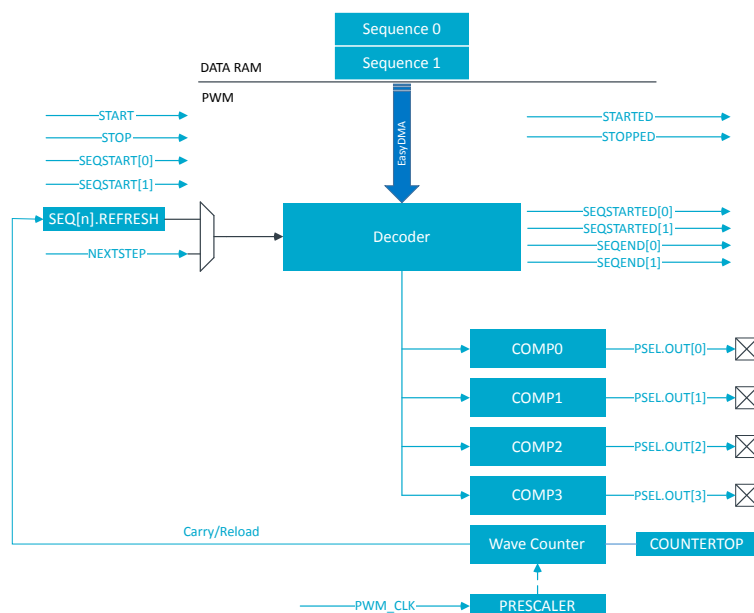 Sequence 0
Sequence 1
DATA RAM
PWM
START
STOP
SEQSTART[0]
SEQSTART[1]
EasyDMA
STARTED
STOPPED
SEQ[n].REFRESH
NEXTSTEP
Decoder
SEQSTARTED[0]
SEQSTARTED[1]
SEQEND[0]
SEQEND[1]
COMP0
PSEL.OUT[0]
COMP1
PSEL.OUT[1]
COMP2
PSEL.OUT[2]
COMP3
PSEL.OUT[3]
Carry/Reload
Wave Counter
COUNTERTOP
PWM_CLK
PRESCALER